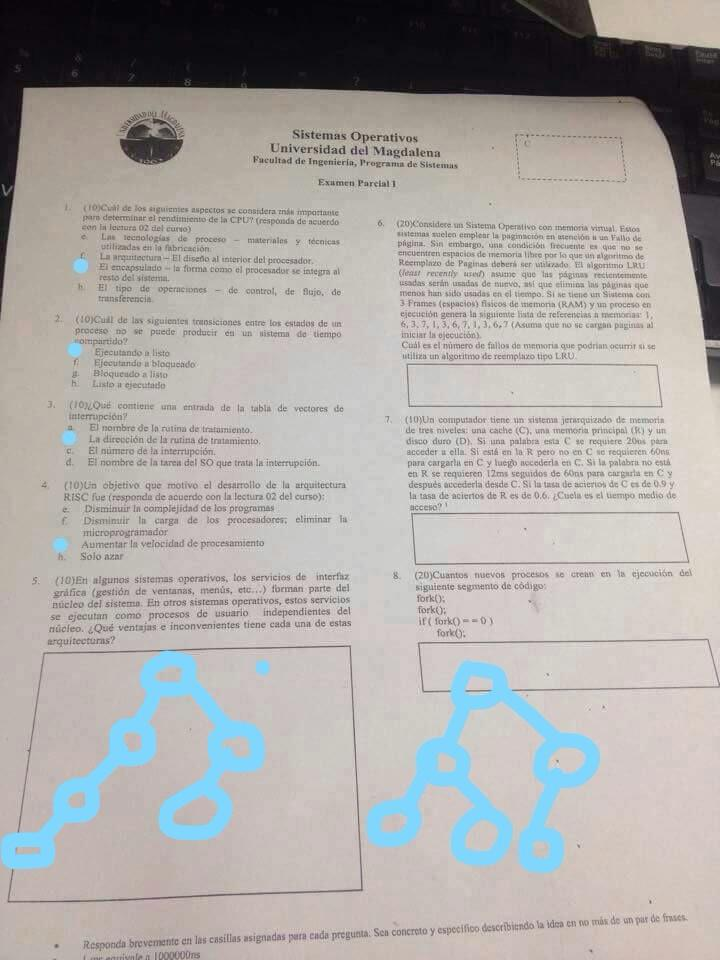 UNIVERSIDAD DEL MAGDALENA
Sistemas Operativos
Universidad del Magdalena
Facultad de Ingeniería, Programa de Sistemas
Examen Parcial 1
C
1. (10)Cuál de los siguientes aspectos se considera más importante
para determinar el rendimiento de la CPU? (responda de acuerdo
con la lectura 02 del curso)
e. Las tecnologías de proceso – materiales y técnicas
utilizadas en la fabricación.
f. La arquitectura – El diseño al interior del procesador.
El encapsulado – la forma como el procesador se integra al
resto del sistema.
h. El tipo de operaciones – de control, de flujo, de
transferencia.
2. (10)Cuál de las siguientes transiciones entre los estados de un
proceso no se puede producir en un sistema de tiempo
compartido?
Ejecutando a listo
f. Ejecutando a bloqueado
g. Bloqueado a listo
h. Listo a ejecutado
3. (10)¿Qué contiene una entrada de la tabla de vectores de
interrupción?
a. El nombre de la rutina de tratamiento.
La dirección de la rutina de tratamiento.
c. El número de la interrupción.
d. El nombre de la tarea del SO que trata la interrupción.
4. (10)Un objetivo que motivo el desarrollo de la arquitectura
RISC fue (responda de acuerdo con la lectura 02 del curso):
e. Disminuir la complejidad de los programas
f. Disminuir la carga de los procesadores; eliminar la
microprogramador
Aumentar la velocidad de procesamiento
h. Solo azar
5. (10)En algunos sistemas operativos, los servicios de interfaz
gráfica (gestión de ventanas, menús, etc...) forman parte del
núcleo del sistema. En otros sistemas operativos, estos servicios
se ejecutan como procesos de usuario independientes del
núcleo. ¿Qué ventajas e inconvenientes tiene cada una de estas
arquitecturas?
6. (20)Considere un Sistema Operativo con memoria virtual. Estos
sistemas suelen emplear la paginación en atención a un Fallo de
página. Sin embargo, una condición frecuente es que no se
encuentren espacios de memoria libre por lo que un algoritmo de
Reemplazo de Paginas deberá ser utilizado. El algoritmo LRU
(least recently used) asume que las páginas recientemente
usadas serán usadas de nuevo, así que elimina las páginas que
menos han sido usadas en el tiempo. Si se tiene un Sistema con
3 Frames (espacios) físicos de memoria (RAM) y un proceso en
ejecución genera la siguiente lista de referencias a memorias: 1,
6, 3, 7, 1, 3, 6, 7, 1, 3, 6, 7 (Asuma que no se cargan paginas al
iniciar la ejecución).
Cuál es el número de fallos de memoria que podrían ocurrir si se
utiliza un algoritmo de reemplazo tipo LRU.
7. (10)Un computador tiene un sistema jerarquizado de memoria
de tres niveles: una cache (C), una memoria principal (R) y un
disco duro (D). Si una palabra esta C se requiere 20ns para
acceder a ella. Si está en la R pero no en C se requieren 60ns
para cargarla en C y luego accederla en C. Si la palabra no está
en R se requieren 12ms seguidos de 60ns para cargarla en C y
después accederla desde C. Si la tasa de aciertos de C es de 0.9 y
la tasa de aciertos de R es de 0.6. ¿Cuela es el tiempo medio de
acceso? 1
8. (20)Cuantos nuevos procesos se crean en la ejecución del
siguiente segmento de código:
fork();
fork();
if ( fork() = = 0 )
fork();
• Responda brevemente en las casillas asignadas para cada pregunta. Sea concreto y específico describiendo la idea en no más de un par de frases.
1 ms equivale a 1000000ns